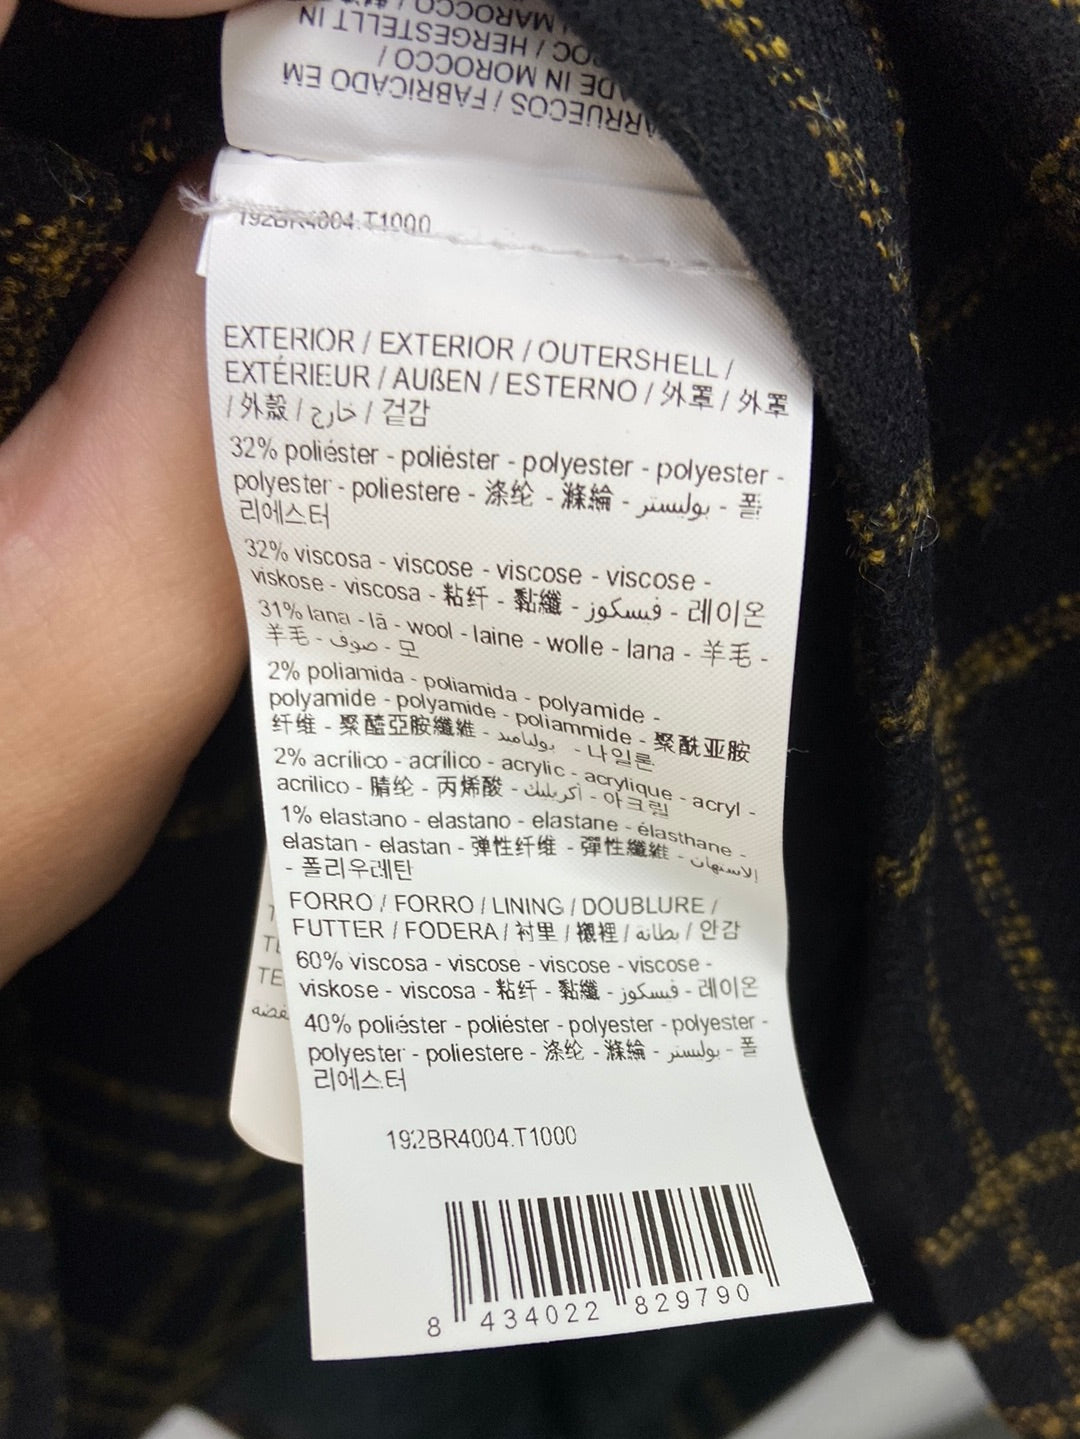 MAROCCO /
ROC / HERGESTELLT IN
ADE IN MOROCCO /
ARRUECOS / FABRICADO EM
192BR4004.T1000
EXTERIOR / EXTERIOR / OUTERSHELL /
EXTÉRIEUR / AUßEN / ESTERNO / 外罩 / 外罩
/ 外殼 / خارج / 겉감
32% poliéster - poliéster - polyester - polyester -
polyester - poliestere - 涤纶 - 滌綸 - بوليستر - 폴
리에스터
32% viscosa - viscose - viscose - viscose -
viskose - viscosa - 粘纤 - 黏纖 - فيسكوز - 레이온
31% lana - lã - wool - laine - wolle - lana - 羊毛 -
羊毛 - صوف - 모
2% poliamida - poliamida - polyamide -
polyamide - polyamide - poliammide - 聚酰亚胺
纤维 - 聚醯亞胺纖維 - بولياميد - 나일론
2% acrílico - acrílico - acrylic - acrylique - acryl -
acrilico - 腈纶 - 丙烯酸 - أكريليك - 아크릴
1% elastano - elastano - elastane - élasthane -
elastan - elastan - 弹性纤维 - 彈性纖維 -
- 폴리우레탄
FORRO / FORRO / LINING / DOUBLURE /
FUTTER / FODERA / 衬里 / 襯裡 / بطانة / 안감
60% viscosa - viscose - viscose - viscose -
viskose - viscosa - 粘纤 - 黏纖 - فيسكوز - 레이온
40% poliéster - poliéster - polyester - polyester -
polyester - poliestere - 涤纶 - 滌綸 - بوليستر - 폴
리에스터
192BR4004.T1000
8 434022 829790
TE